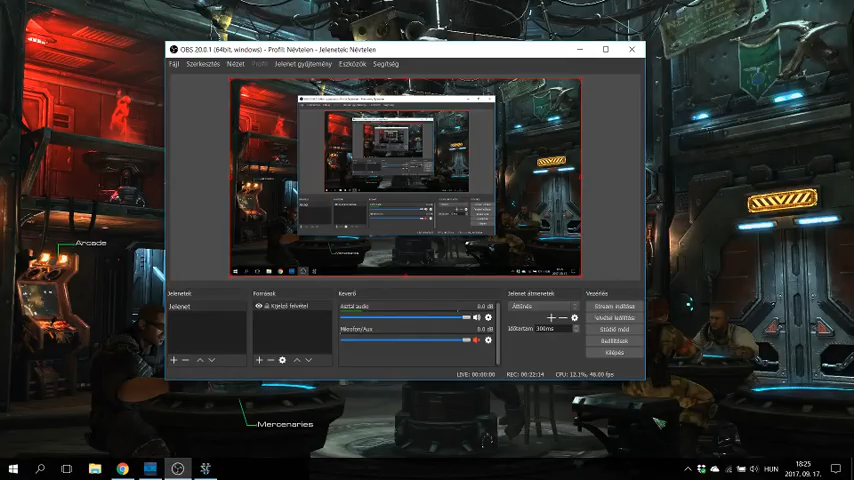 OBS 20.0.1 (64bit, windows) - Profil: Névtelen - Jelenetek: Névtelen
Fájl Szerkesztés Nézet Profil Jelenet gyűjtemény Eszközök Segítség
Arcade
Jelenetek
Jelenet
Források
Kijelző felvétel
Keverő
Asztal audio 0.0 dB
Mikrofon/Aux 0.0 dB
Jelenet átmenetek
Áttűnés
Időtartam 300ms
Vezérlés
Stream indítása
Felvétel leállítás
Stúdió mód
Beállítások
Kilépés
LIVE: 00:00:00 REC: 00:22:14 CPU: 12.1%, 46.00 fps
Mercenaries
HUN
18:25
2017. 09. 17.